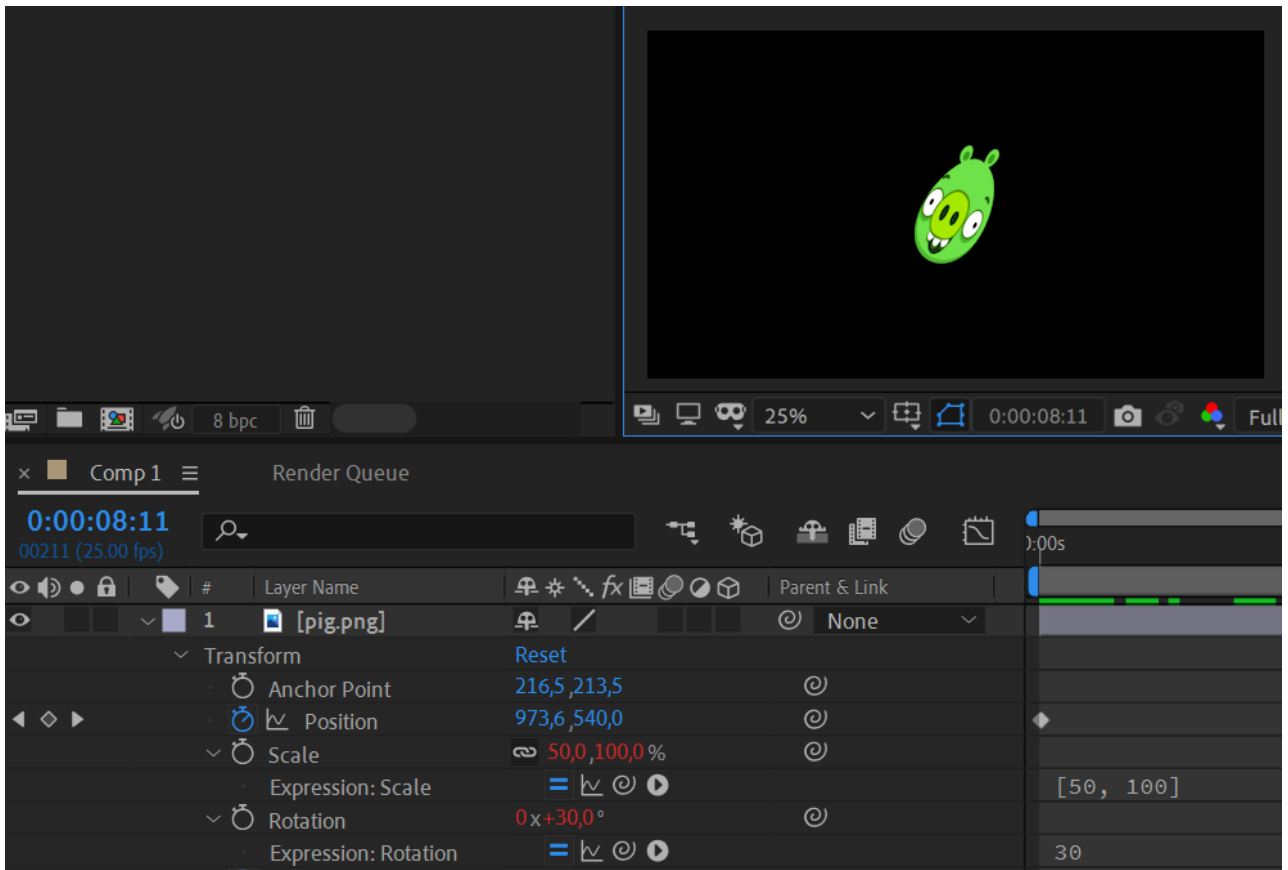 8 bpc
25%
0:00:08:11
Full
Comp 1
Render Queue
0:00:08:11
00211 (25.00 fps)
0:00s
#
Layer Name
fx
Parent & Link
1
[pig.png]
None
Transform
Reset
Anchor Point
216,5 ,213,5
Position
973,6 ,540,0
Scale
50,0 ,100,0 %
Expression: Scale
[50, 100]
Rotation
0 x +30,0 °
Expression: Rotation
30